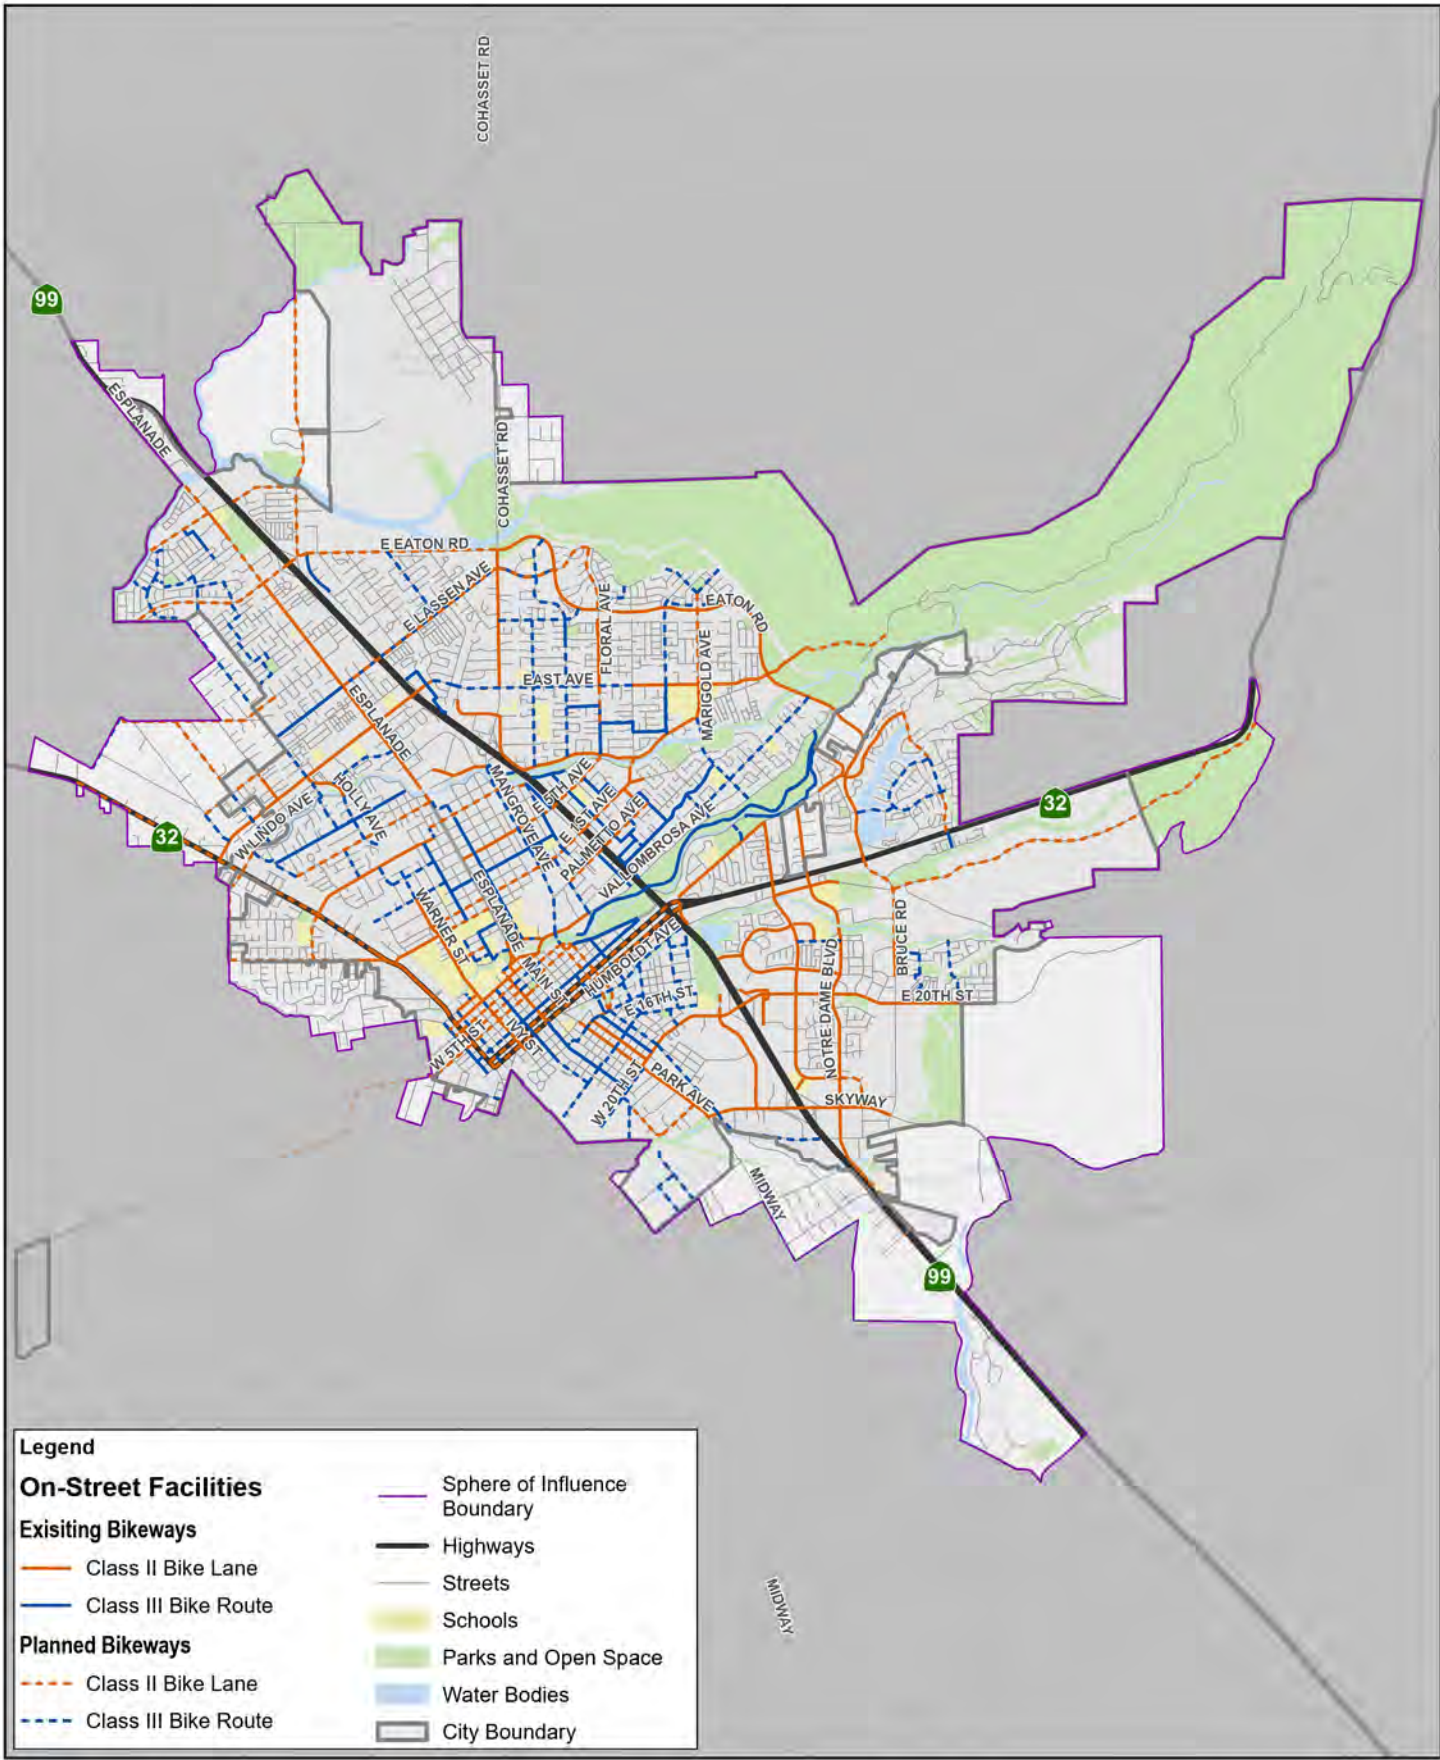 COHASSET RD
99
ESPLANADE
COHASSET RD
E EATON RD
E LASSEN AVE
FLORAL AVE
EATON RD
MARIGOLD AVE
EAST AVE
ESPLANADE
HOLLY AVE
MANGROVE AVE
E 5TH AVE
E 1ST AVE
PALMETTO AVE
VALLOMBROSA AVE
32
W LINDO AVE
32
WARNER ST
ESPLANADE
MAIN ST
HUMBOLDT AVE
BRUCE RD
NOTRE DAME BLVD
E 16TH ST
E 20TH ST
W 5TH ST
IVY ST
W 20TH ST
PARK AVE
SKYWAY
MIDWAY
99
MIDWAY
Legend
On-Street Facilities
Exisiting Bikeways
Class II Bike Lane
Class III Bike Route
Planned Bikeways
Class II Bike Lane
Class III Bike Route
Sphere of Influence
Boundary
Highways
Streets
Schools
Parks and Open Space
Water Bodies
City Boundary